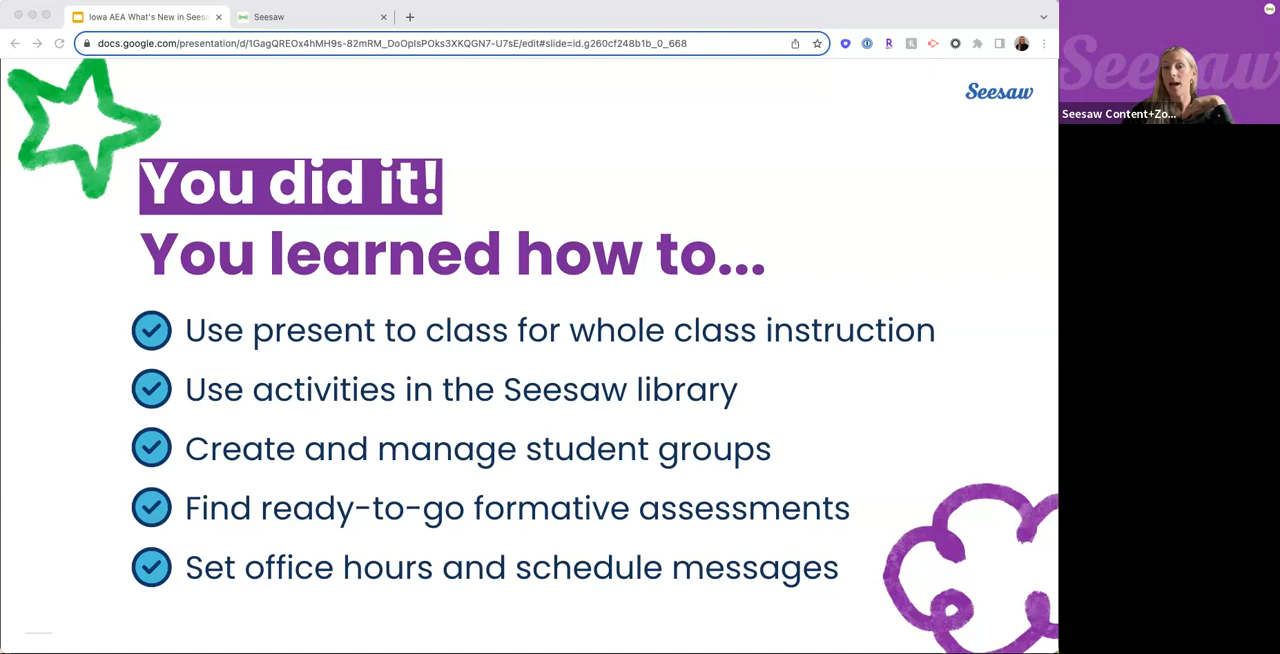 Iowa AEA What's New in Seesa
Seesaw
docs.google.com/presentation/d/1GagQREOx4hMH9s-82mRM_DoOpIsPOks3XKQGN7-U7sE/edit#slide=id.g260cf248b1b_0_668
Seesaw
Seesaw
Seesaw Content+Zo...
You did it!
You learned how to...
Use present to class for whole class instruction
Use activities in the Seesaw library
Create and manage student groups
Find ready-to-go formative assessments
Set office hours and schedule messages